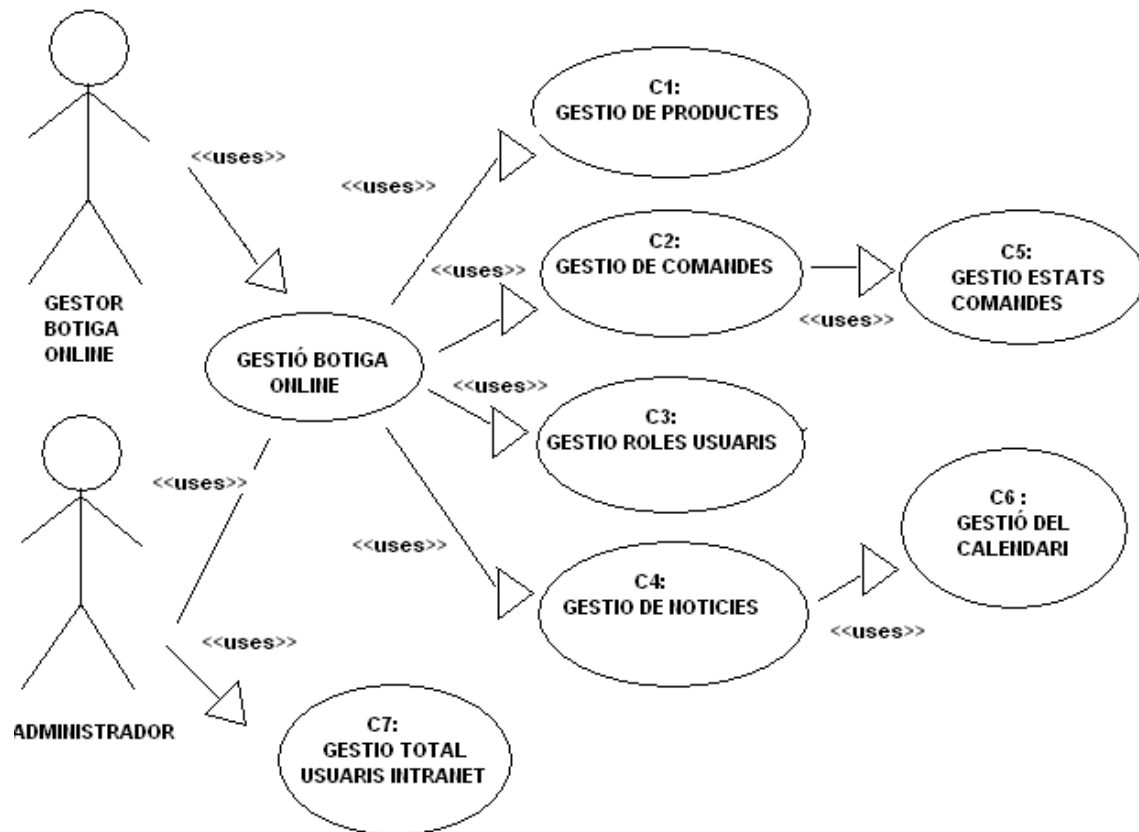 C1:
GESTIO DE PRODUCTES
<<uses>>
<<uses>>
C2:
GESTIO DE COMANDES
<<uses>>
C5:
GESTIO ESTATS
COMANDES
<<uses>>
GESTOR
BOTIGA
ONLINE
GESTIÓ BOTIGA
ONLINE
<<uses>>
C3:
GESTIO ROLES USUARIS
<<uses>>
C6 :
GESTIÓ DEL
CALENDARI
<<uses>>
C4:
GESTIO DE NOTICIES
<<uses>>
<<uses>>
ADMINISTRADOR
C7:
GESTIO TOTAL
USUARIS INTRANET